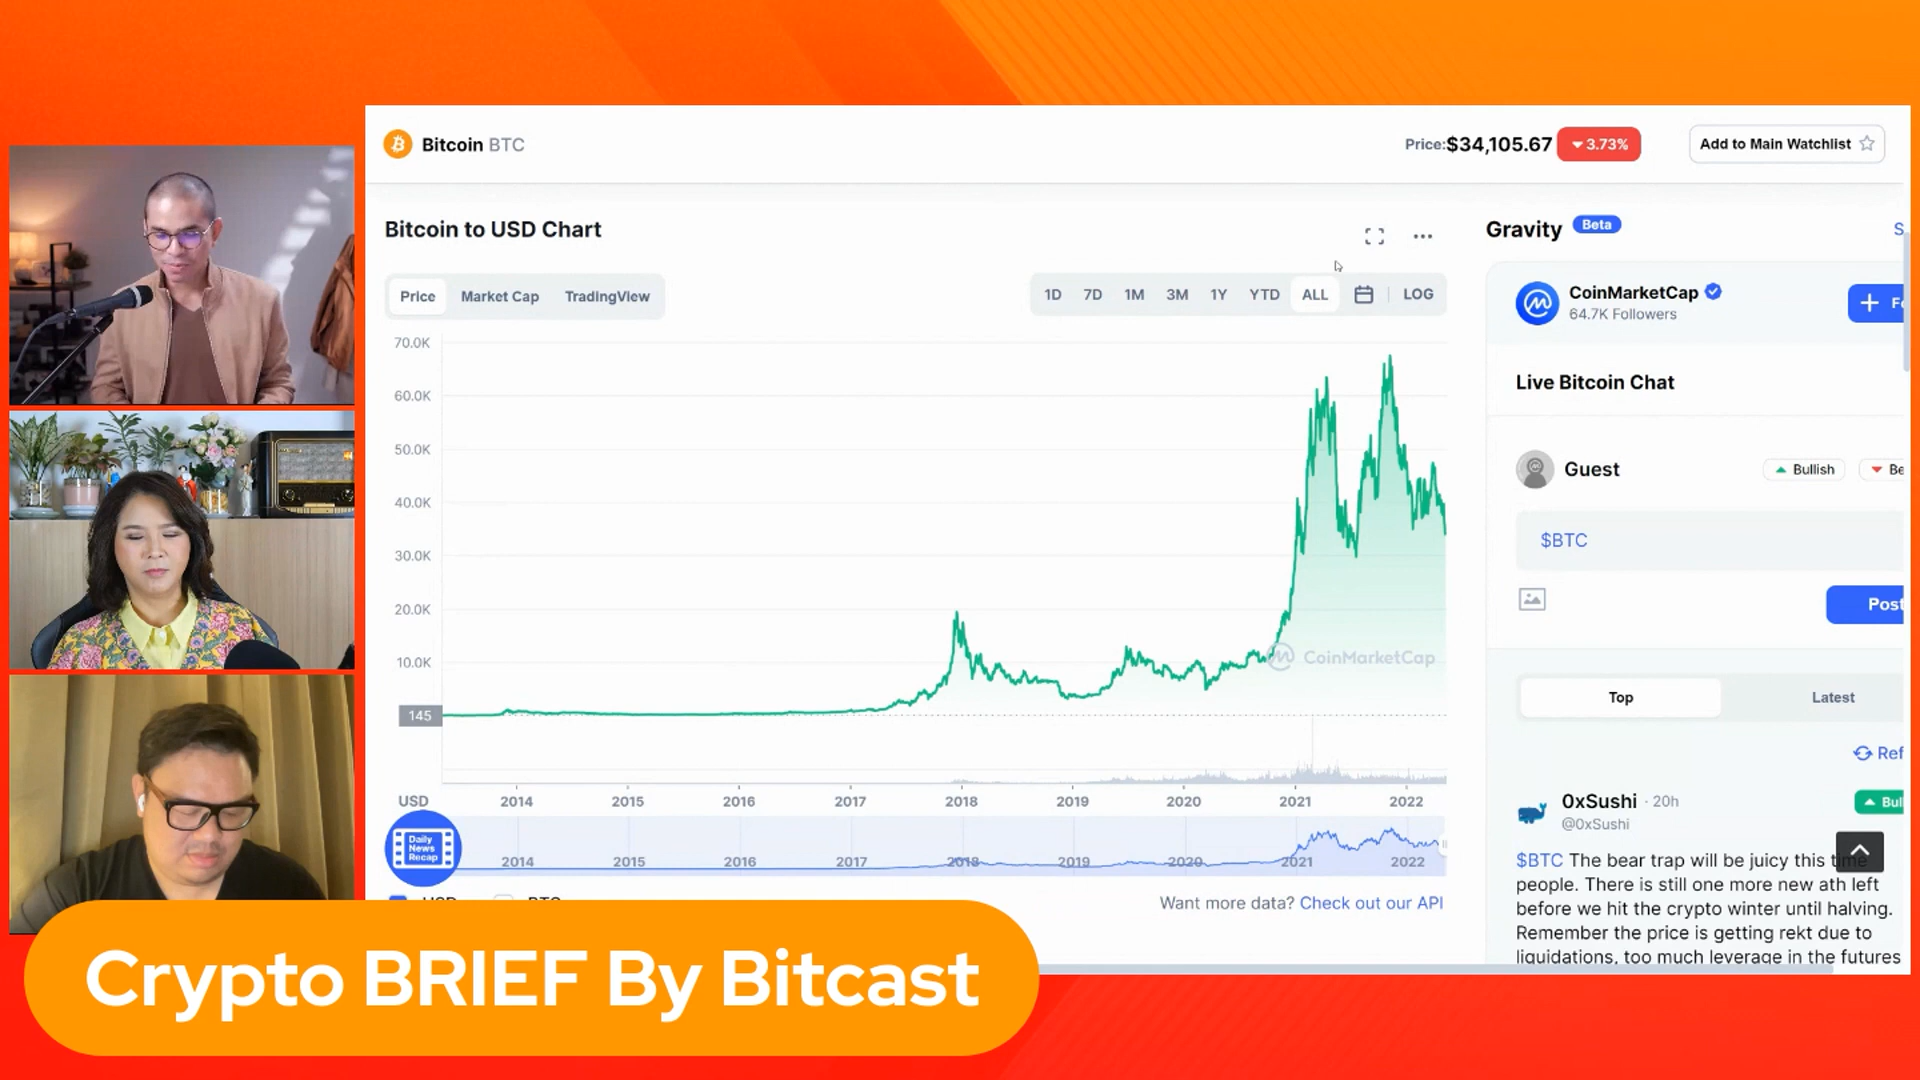 Bitcoin BTC
Price:$34,105.67 3.73%
Add to Main Watchlist
Bitcoin to USD Chart
Price Market Cap TradingView
1D 7D 1M 3M 1Y YTD ALL LOG
70.0K
60.0K
50.0K
40.0K
30.0K
20.0K
10.0K
145
CoinMarketCap
USD 2014 2015 2016 2017 2018 2019 2020 2021 2022
Daily
News
Recap
2014 2015 2016 2017 2018 2019 2020 2021 2022
Want more data? Check out our API
Gravity Beta
CoinMarketCap
64.7K Followers
Live Bitcoin Chat
Guest
Bullish
$BTC
Post
Top Latest
0xSushi · 20h
@0xSushi
$BTC The bear trap will be juicy this time
people. There is still one more new ath left
before we hit the crypto winter until halving.
Remember the price is getting rekt due to
liquidations, too much leverage in the futures
Crypto BRIEF By Bitcast